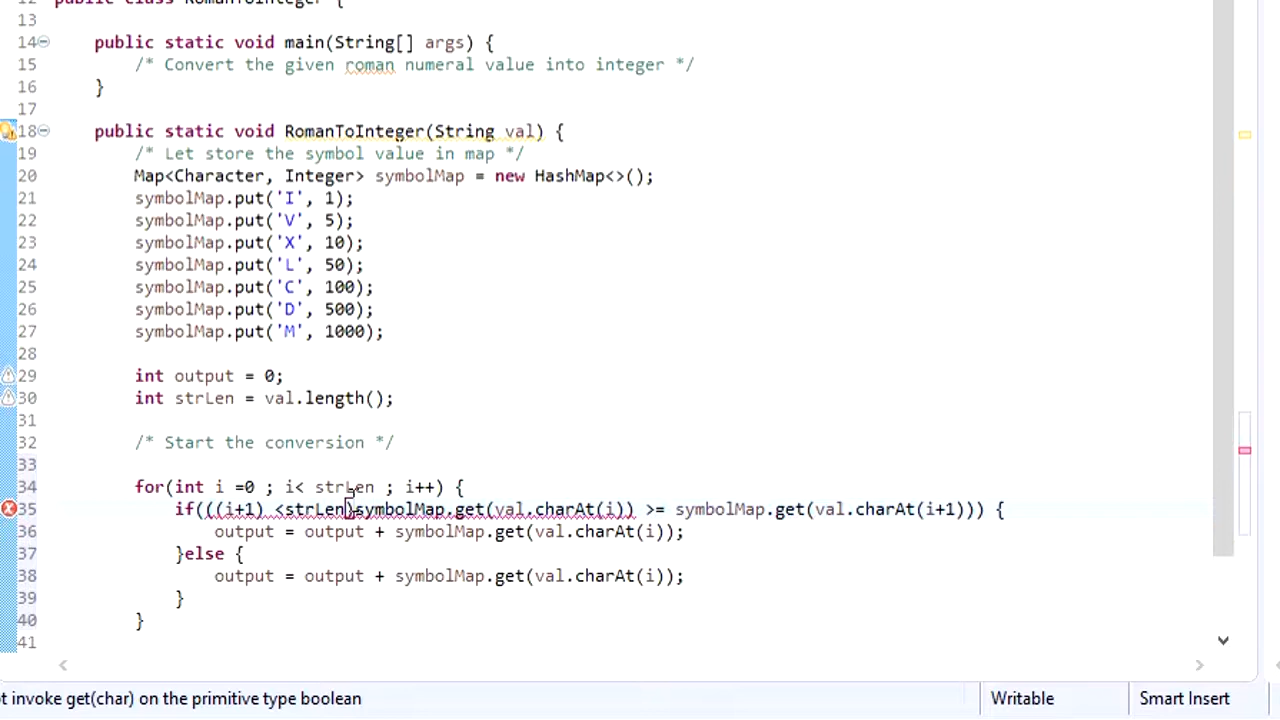 12 public class RomanToInteger {
13
14 public static void main(String[] args) {
15 /* Convert the given roman numeral value into integer */
16 }
17
18 public static void RomanToInteger(String val) {
19 /* Let store the symbol value in map */
20 Map<Character, Integer> symbolMap = new HashMap<>();
21 symbolMap.put('I', 1);
22 symbolMap.put('V', 5);
23 symbolMap.put('X', 10);
24 symbolMap.put('L', 50);
25 symbolMap.put('C', 100);
26 symbolMap.put('D', 500);
27 symbolMap.put('M', 1000);
28
29 int output = 0;
30 int strLen = val.length();
31
32 /* Start the conversion */
33
34 for(int i =0 ; i< strLen ; i++) {
35 if(((i+1) <strLen)symbolMap.get(val.charAt(i)) >= symbolMap.get(val.charAt(i+1))) {
36 output = output + symbolMap.get(val.charAt(i));
37 }else {
38 output = output + symbolMap.get(val.charAt(i));
39 }
40 }
41
t invoke get(char) on the primitive type boolean Writable Smart Insert